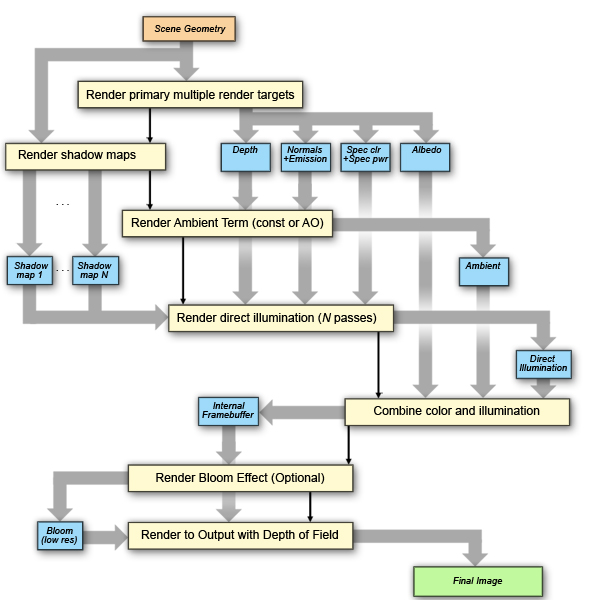 Scene Geometry
Render primary multiple render targets
Render shadow maps
Depth
Normals
+Emission
Spec clr
+Spec pwr
Albedo
. . .
Render Ambient Term (const or AO)
Shadow
map 1
. . .
Shadow
map N
Ambient
Render direct illumination (N passes)
Direct
Illumination
Internal
Framebuffer
Combine color and illumination
Render Bloom Effect (Optional)
Bloom
(low res)
Render to Output with Depth of Field
Final Image